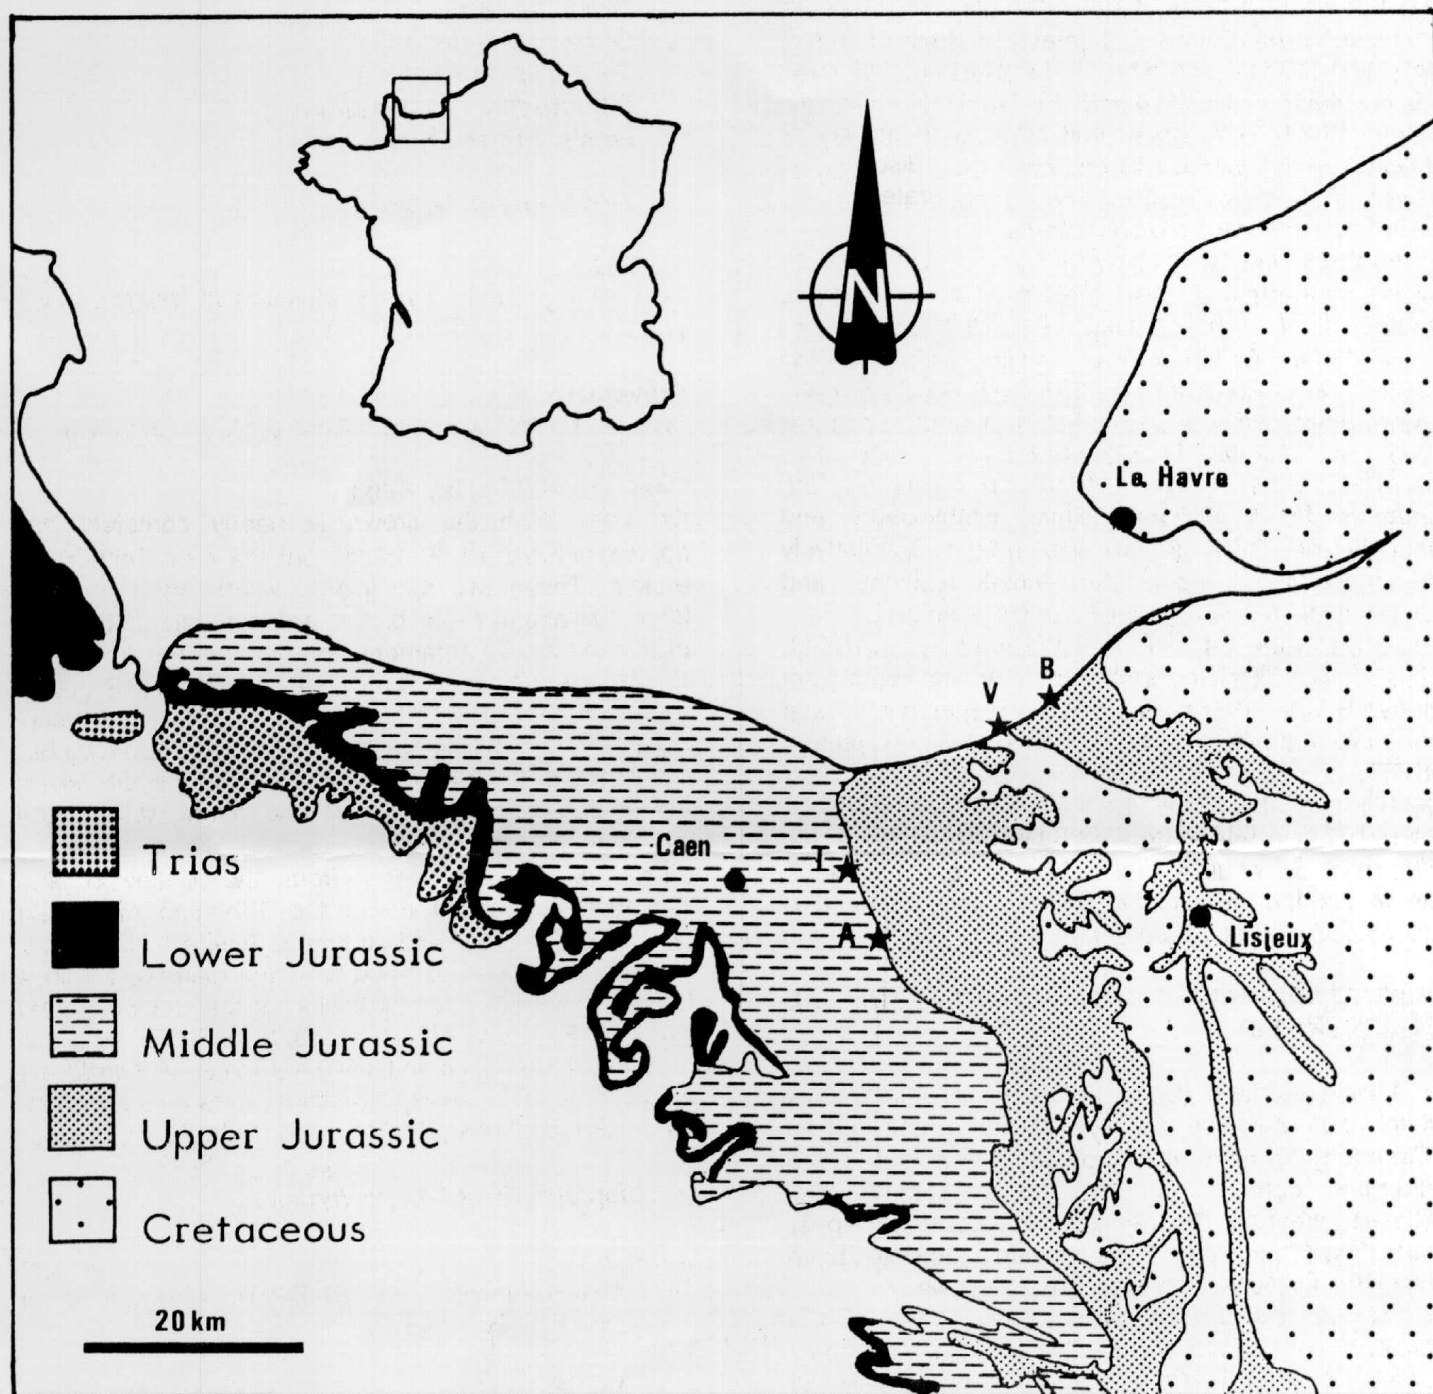 N
Le Havre
B
V
Caen
I
A
Lisieux
Trias
Lower Jurassic
Middle Jurassic
Upper Jurassic
Cretaceous
20 km